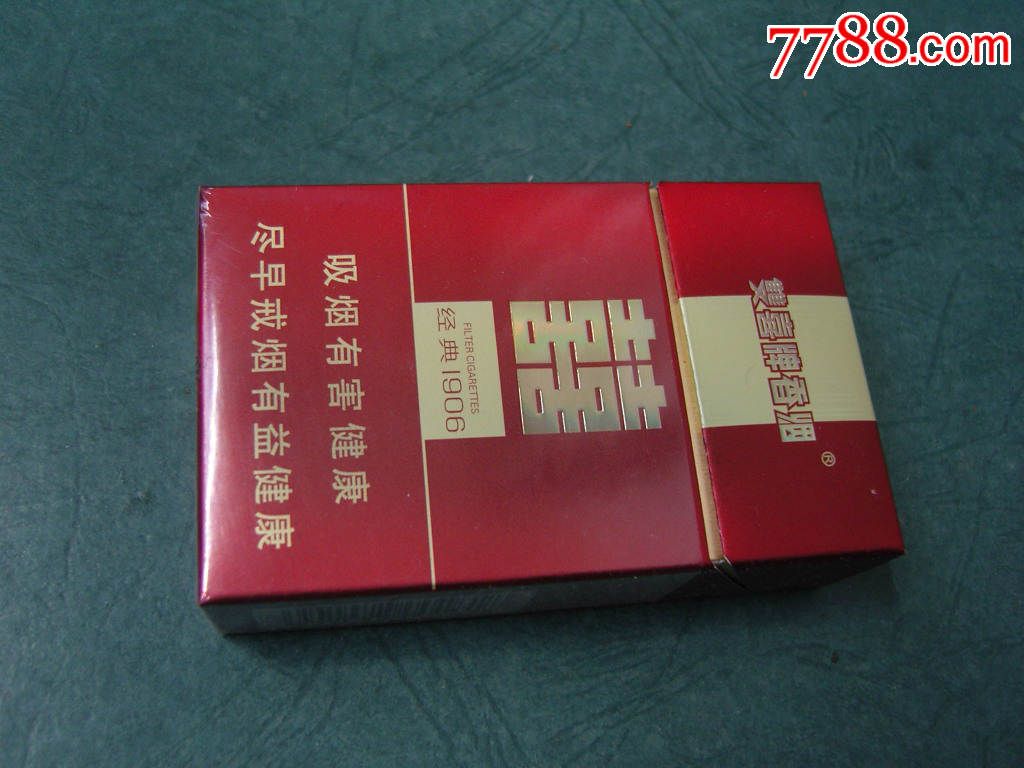 7788.com
雙喜牌香烟
®
囍
FILTER CIGARETTES
经典1906
吸烟有害健康
尽早戒烟有益健康